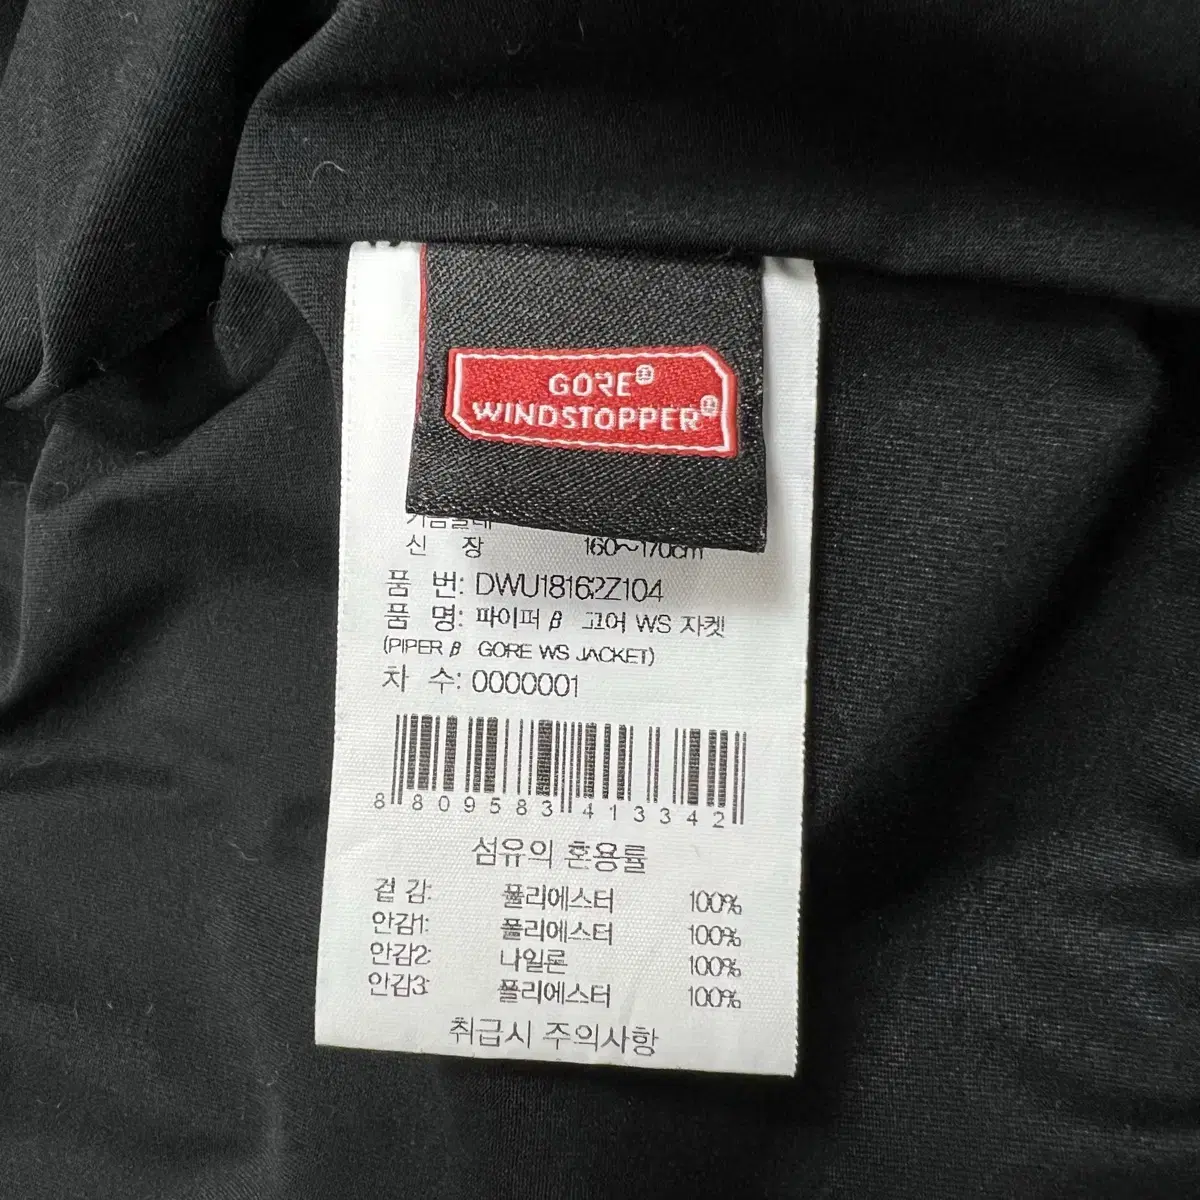 GORE®
WINDSTOPPER®
신 장 160~170cm
품 번: DWU18162Z104
품 명: 파이퍼 β 고어 WS 자켓
(PIPER β GORE WS JACKET)
차 수: 0000001
8 809583 413342
섬유의 혼용률
겉 감: 폴리에스터 100%
안감1: 폴리에스터 100%
안감2: 나일론 100%
안감3: 폴리에스터 100%
취급시 주의사항